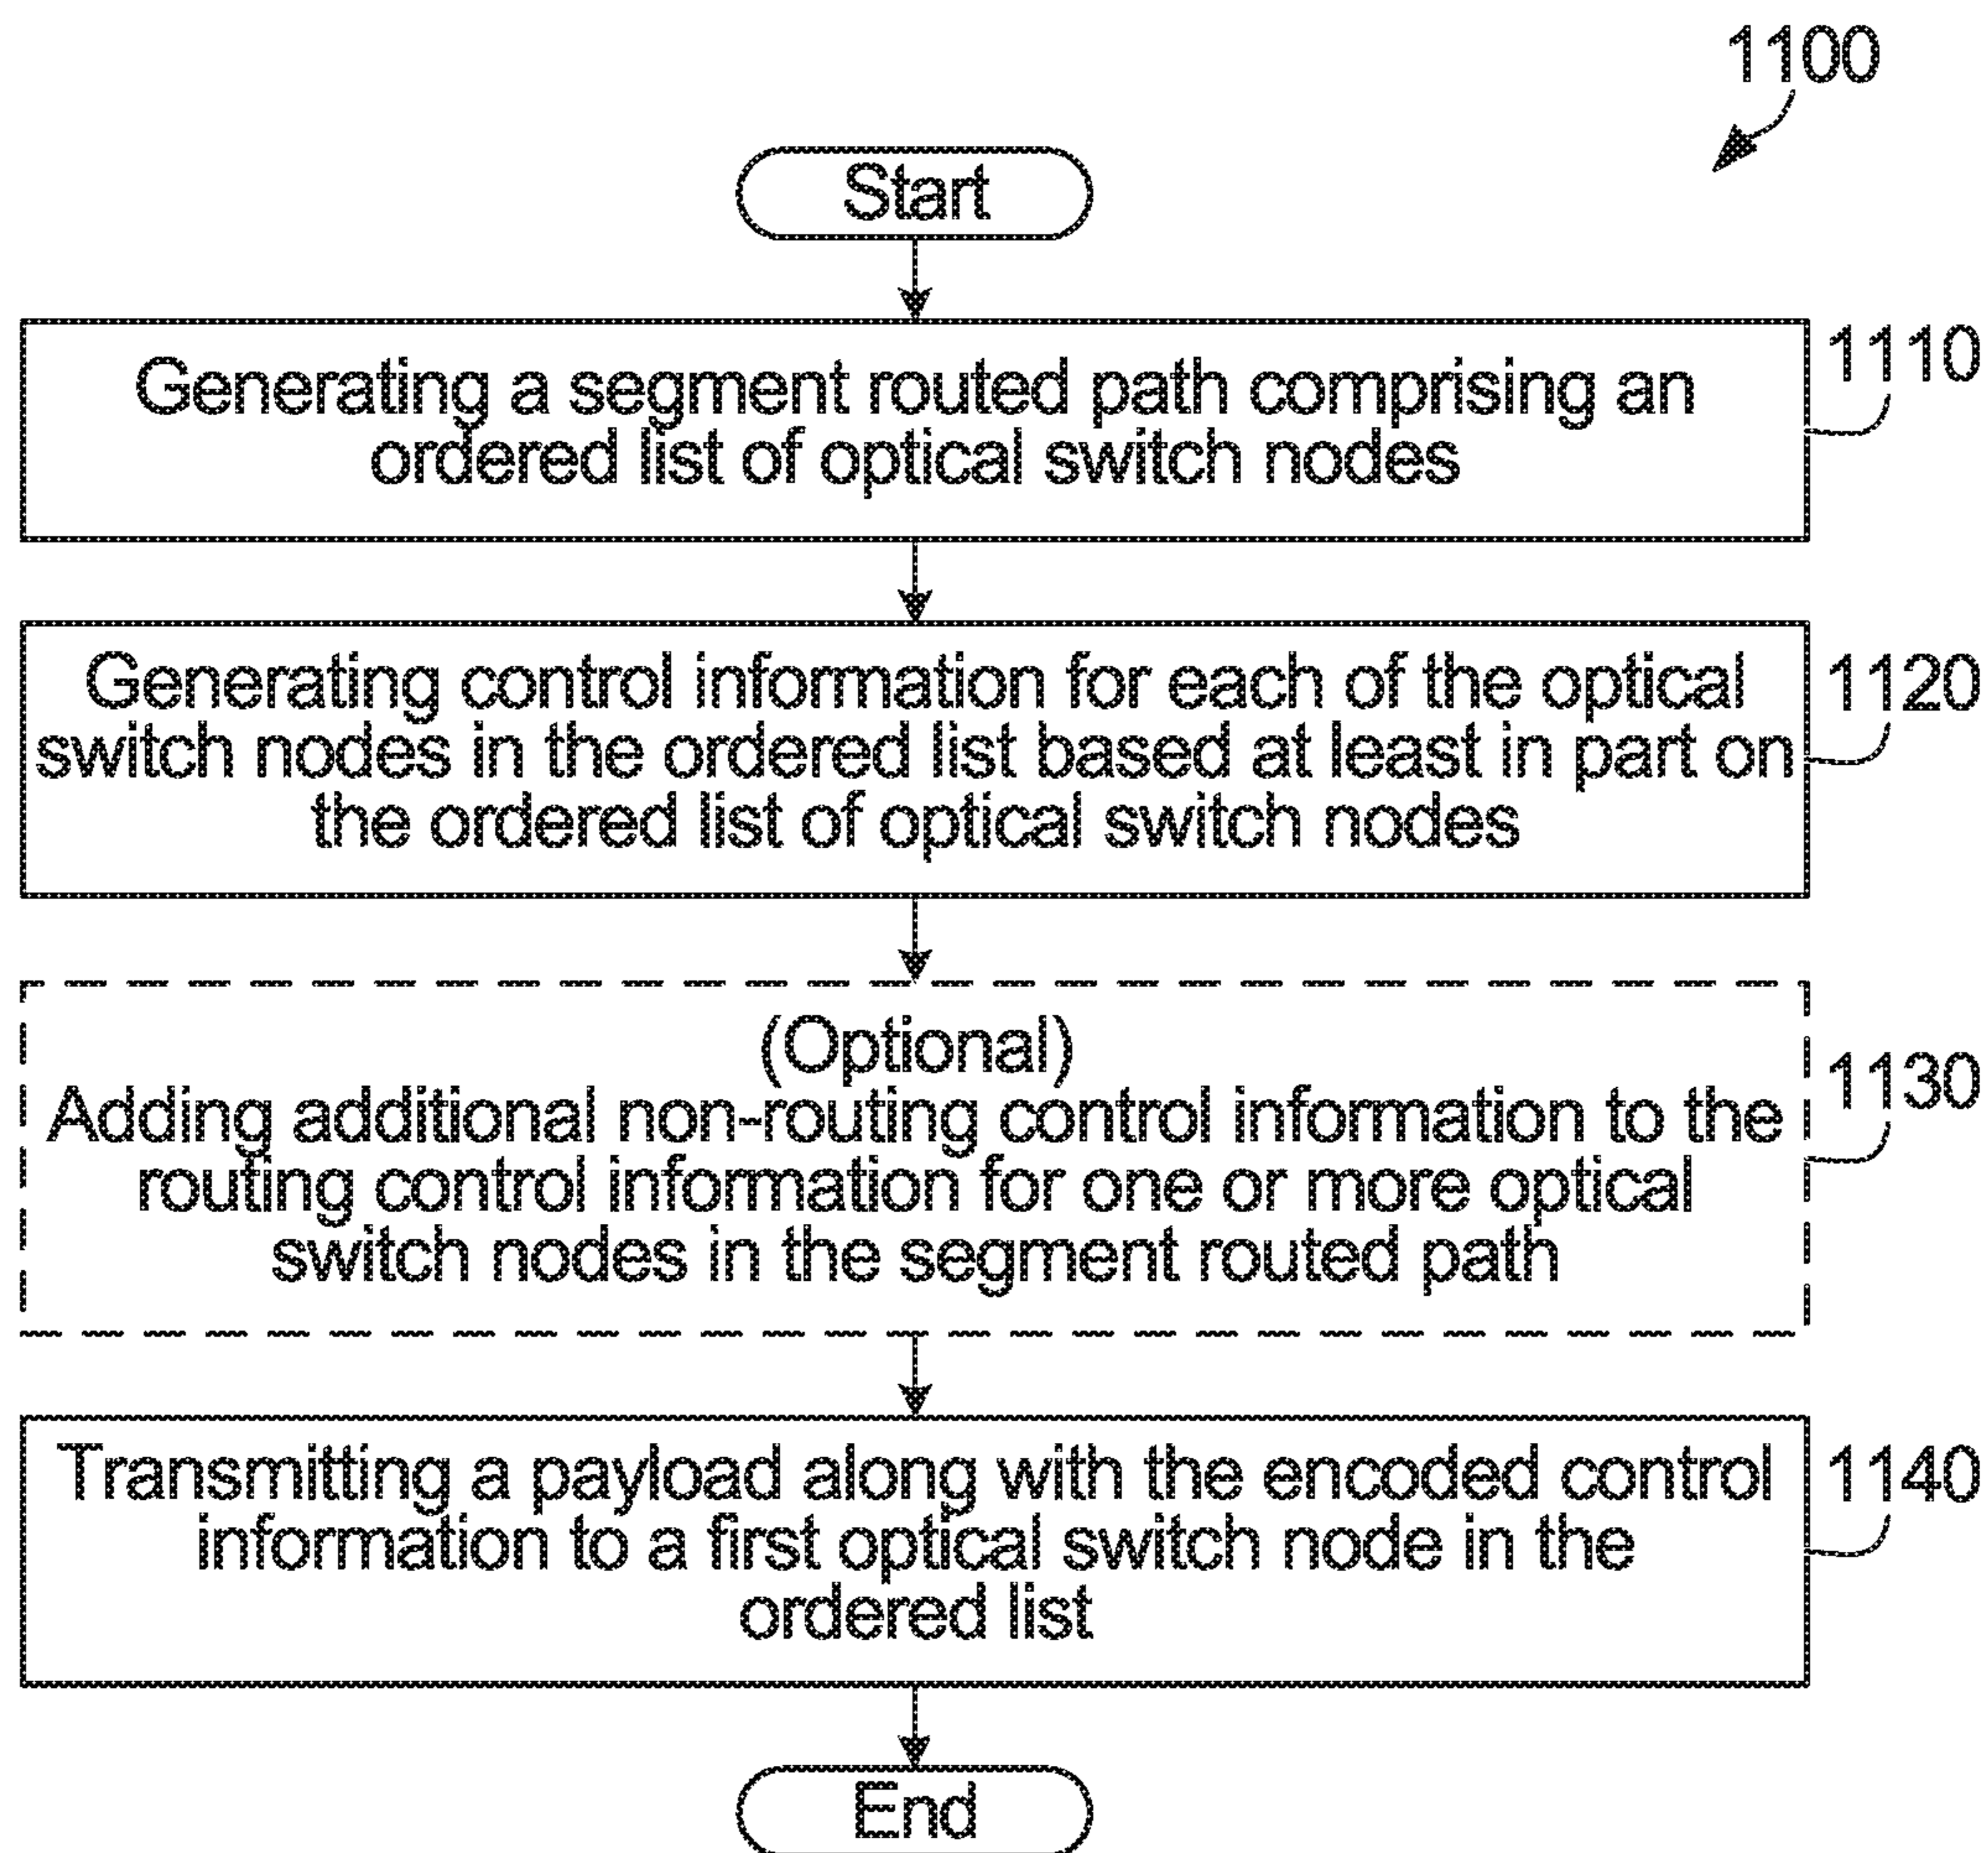 1100
Start
Generating a segment routed path comprising an
ordered list of optical switch nodes
1110
Generating control information for each of the optical
switch nodes in the ordered list based at least in part on
the ordered list of optical switch nodes
1120
(Optional)
Adding additional non-routing control information to the
routing control information for one or more optical
switch nodes in the segment routed path
1130
Transmitting a payload along with the encoded control
information to a first optical switch node in the
ordered list
1140
End